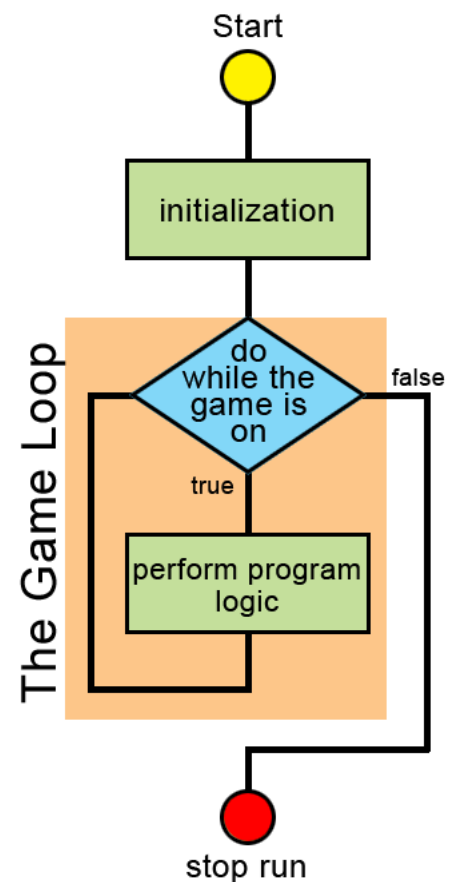 Start
initialization
The Game Loop
do
while the
game is
on
false
true
perform program
logic
stop run